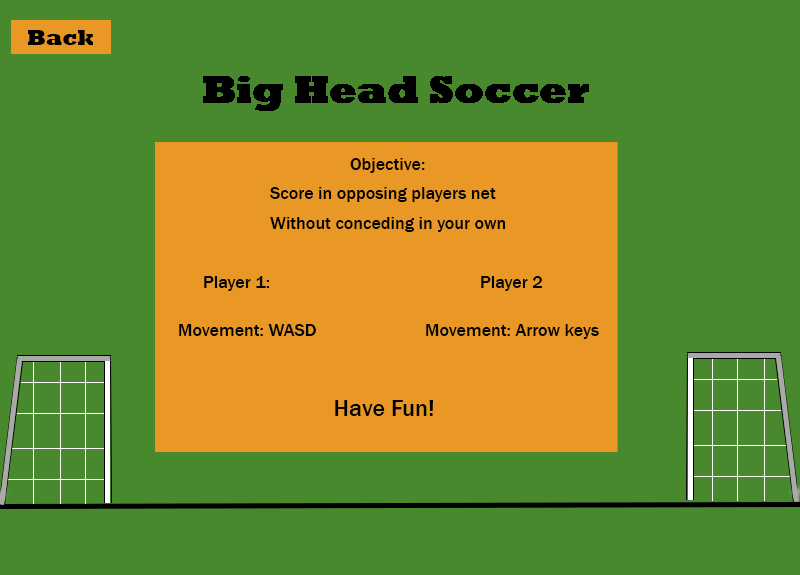 Back
Big Head Soccer
Objective:
Score in opposing players net
Without conceding in your own
Player 1:
Player 2
Movement: WASD
Movement: Arrow keys
Have Fun!